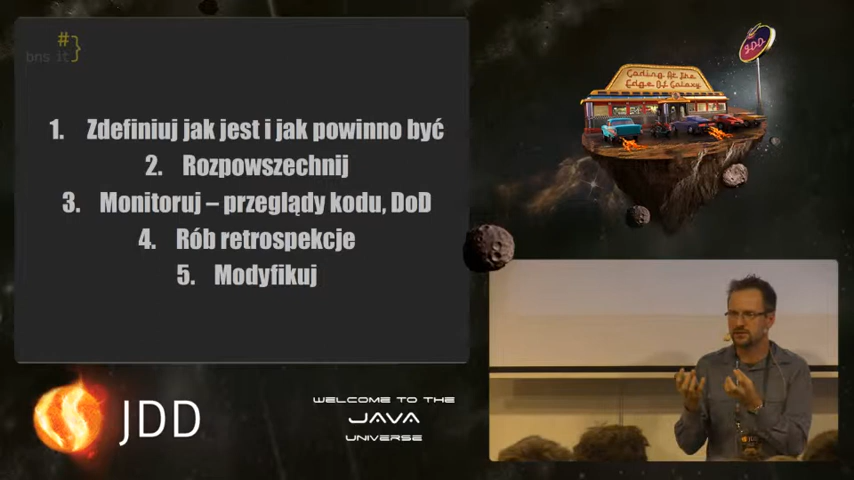 #}
bns it
1. Zdefiniuj jak jest i jak powinno być
2. Rozpowszechnij
3. Monitoruj – przeglądy kodu, DoD
4. Rób retrospekcje
5. Modyfikuj
Coding At The
Edge Of Galaxy
JDD
JDD
WELCOME TO THE
JAVA
UNIVERSE